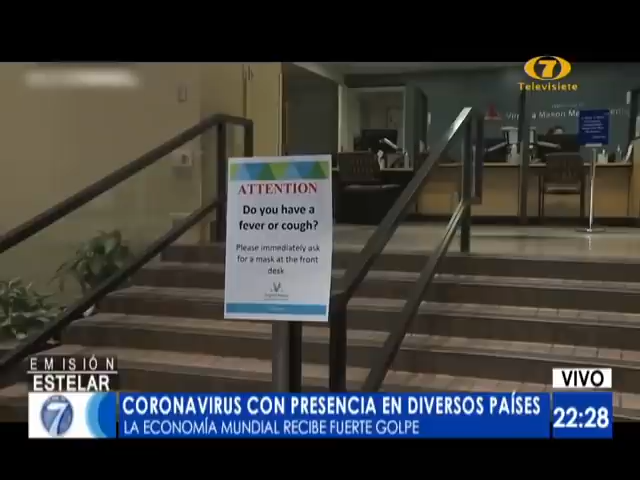 7
Televisiete
ATTENTION
Do you have a
fever or cough?
Please immediately ask
for a mask at the front
desk
EMISIÓN
ESTELAR
7
CORONAVIRUS CON PRESENCIA EN DIVERSOS PAÍSES
LA ECONOMÍA MUNDIAL RECIBE FUERTE GOLPE
VIVO
22:28